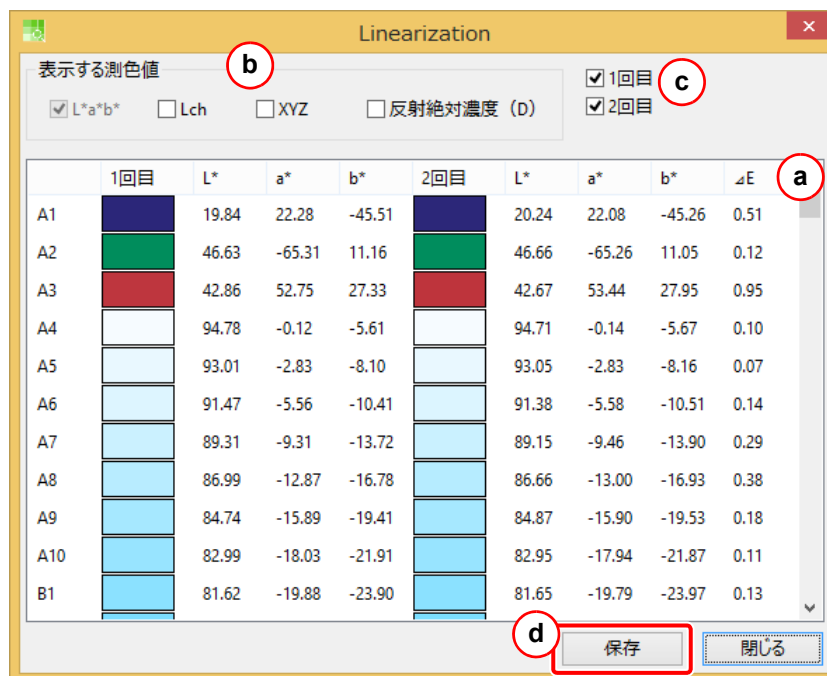 Linearization
表示する測色値
b
L*a*b* Lch XYZ 反射絶対濃度（D）
1回目
2回目
c
1回目 L* a* b* 2回目 L* a* b* ⊿E
a
A1 19.84 22.28 -45.51 20.24 22.08 -45.26 0.51
A2 46.63 -65.31 11.16 46.66 -65.26 11.05 0.12
A3 42.86 52.75 27.33 42.67 53.44 27.95 0.95
A4 94.78 -0.12 -5.61 94.71 -0.14 -5.67 0.10
A5 93.01 -2.83 -8.10 93.05 -2.83 -8.16 0.07
A6 91.47 -5.56 -10.41 91.38 -5.58 -10.51 0.14
A7 89.31 -9.31 -13.72 89.15 -9.46 -13.90 0.29
A8 86.99 -12.87 -16.78 86.66 -13.00 -16.93 0.38
A9 84.74 -15.89 -19.41 84.87 -15.90 -19.53 0.18
A10 82.99 -18.03 -21.91 82.95 -17.94 -21.87 0.11
B1 81.62 -19.88 -23.90 81.65 -19.79 -23.97 0.13
d
保存 閉じる